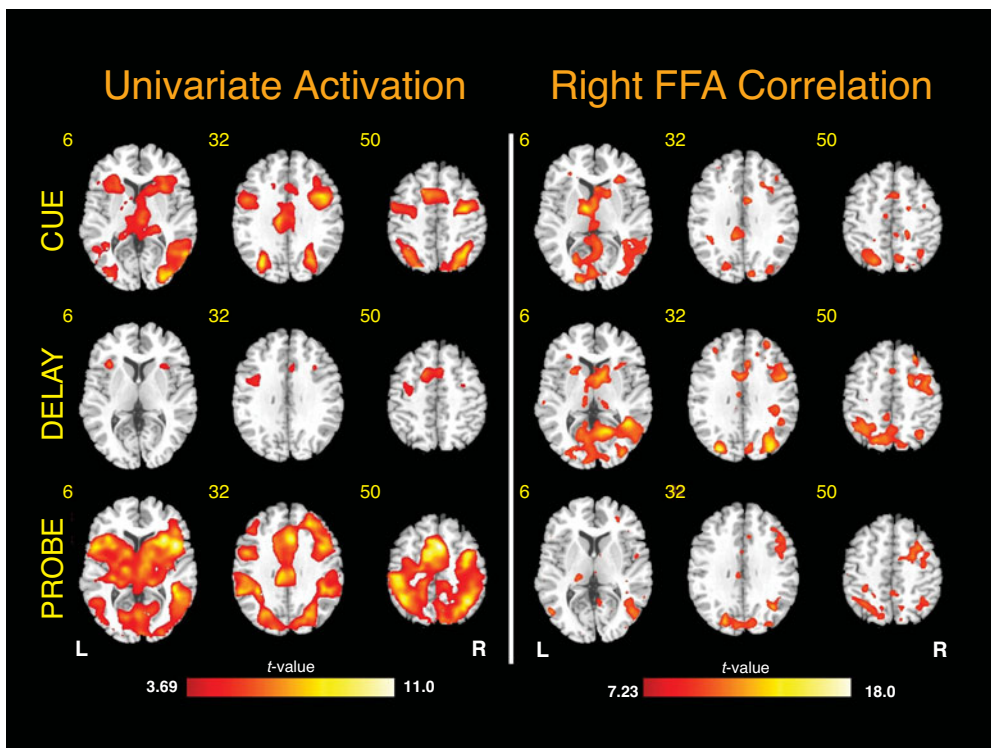 Univariate Activation
Right FFA Correlation
6 32 50 6 32 50
CUE
6 32 50 6 32 50
DELAY
6 32 50 6 32 50
PROBE
L R L R
t-value t-value
3.69 11.0 7.23 18.0